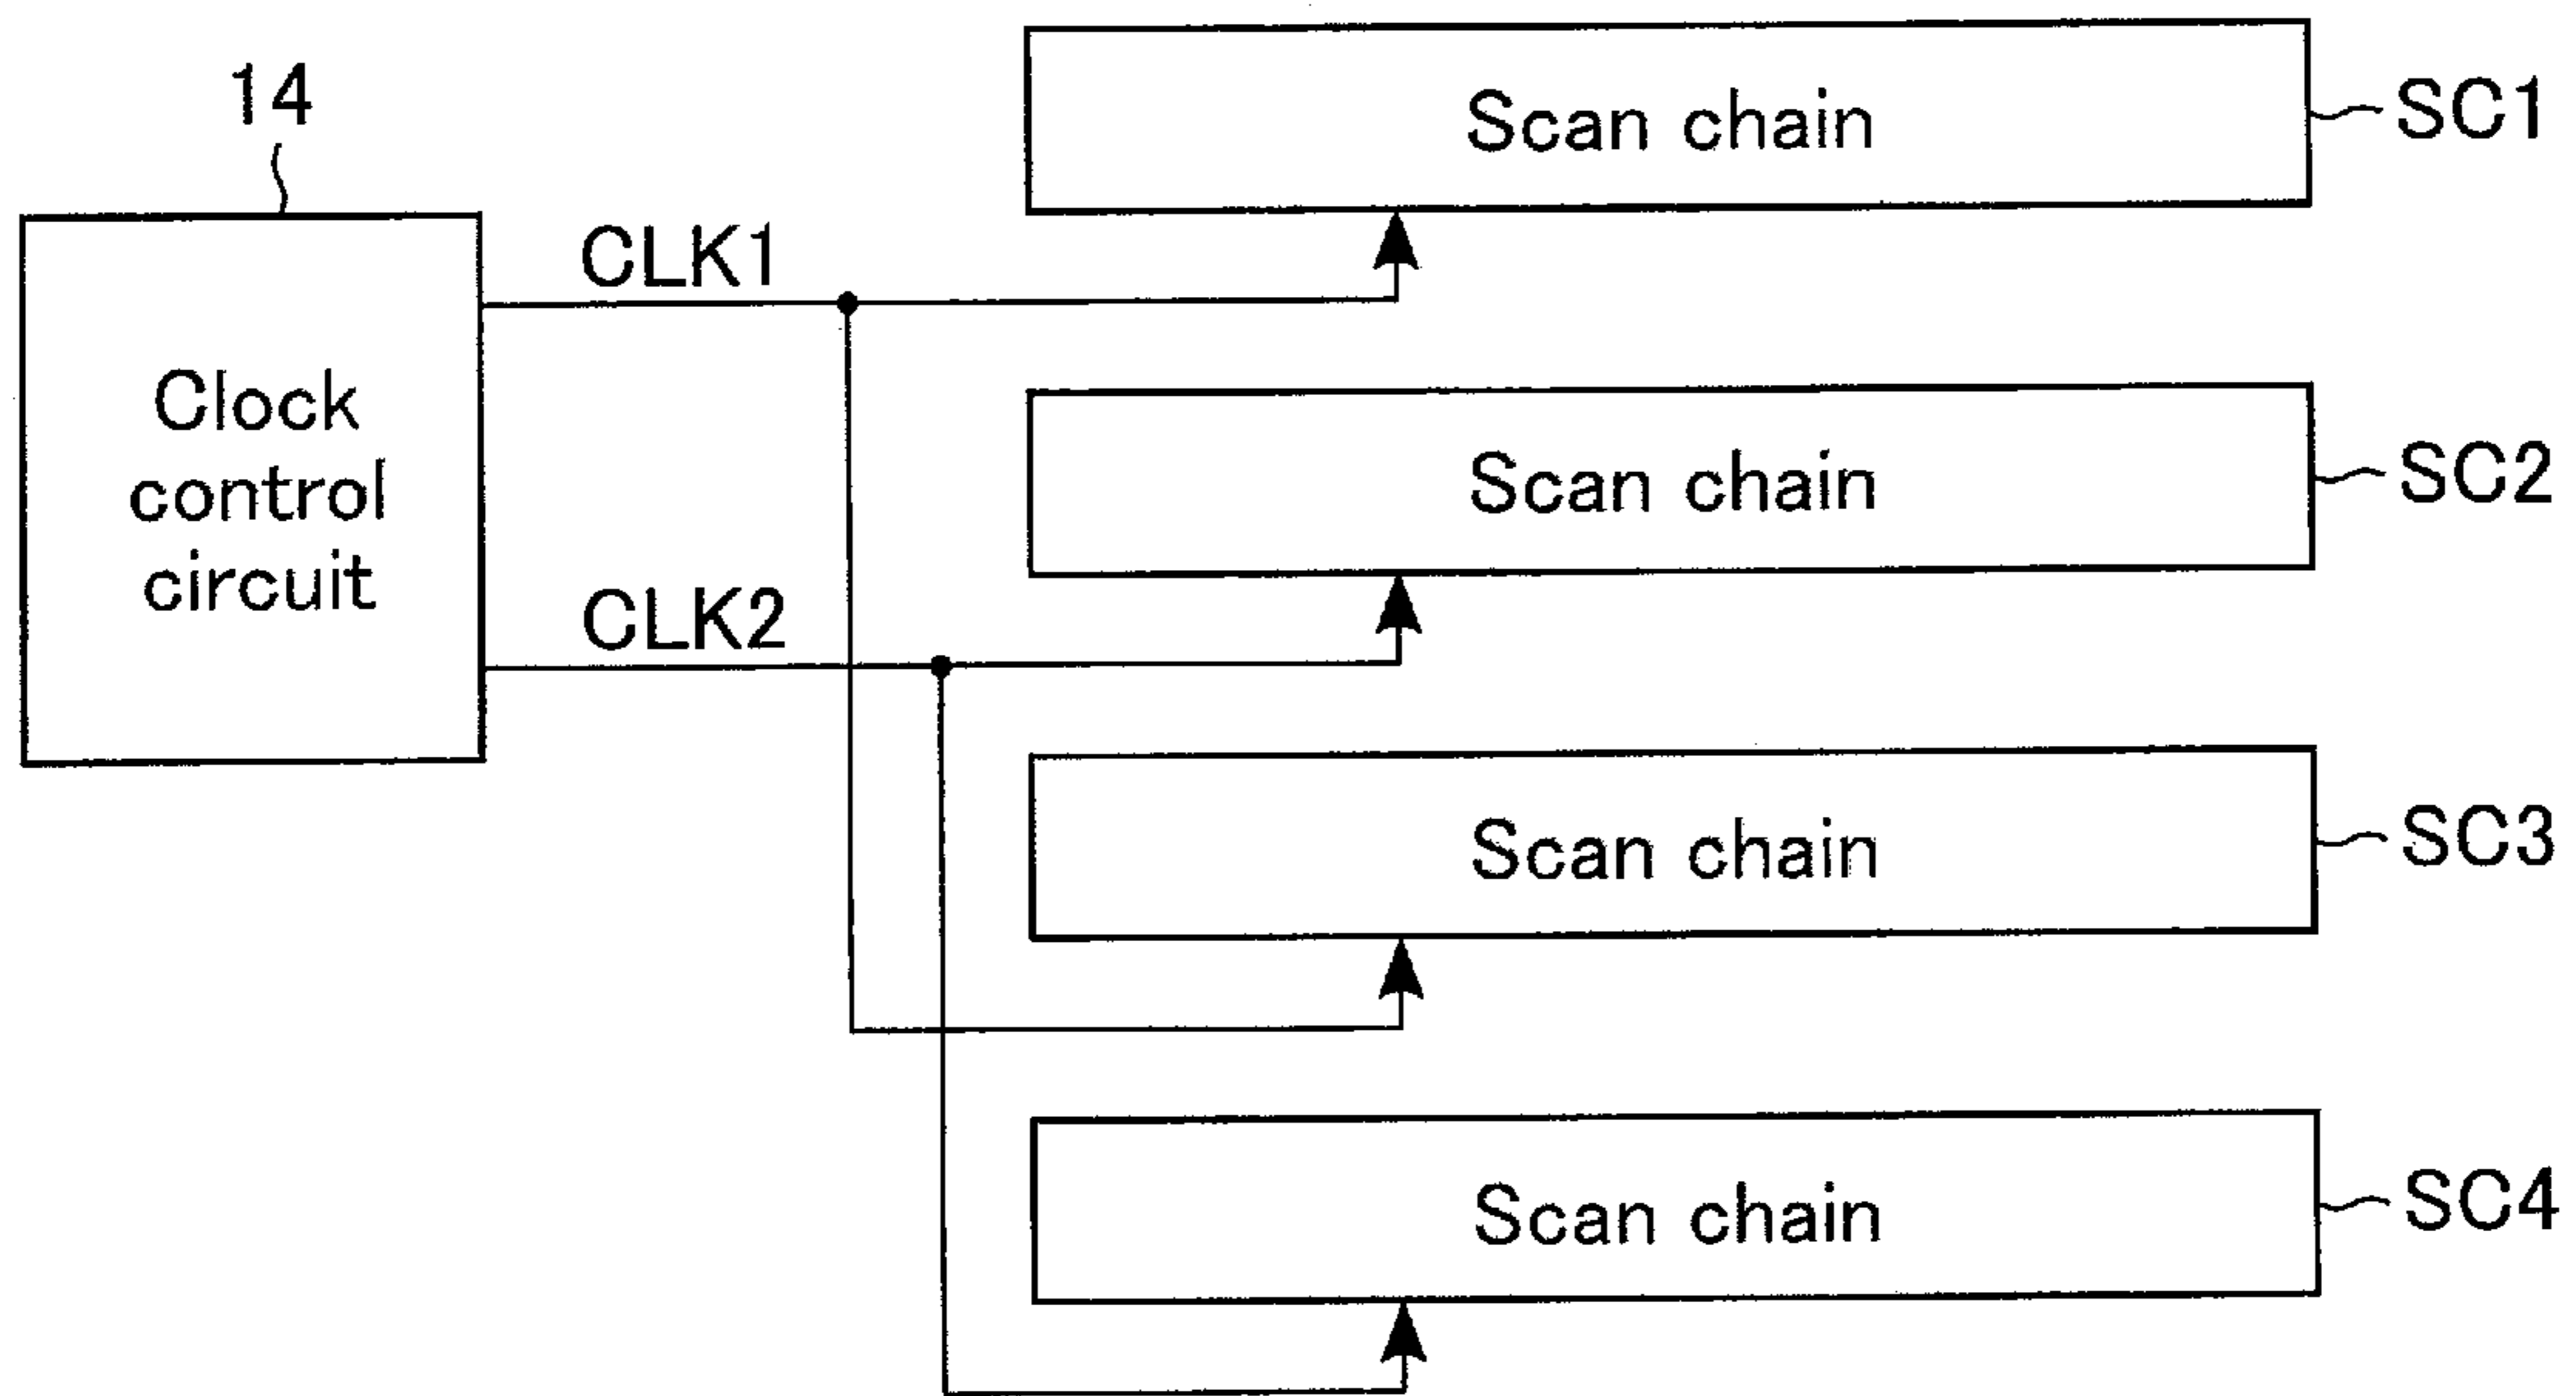 14
Clock
control
circuit
CLK1
CLK2
Scan chain
SC1
Scan chain
SC2
Scan chain
SC3
Scan chain
SC4